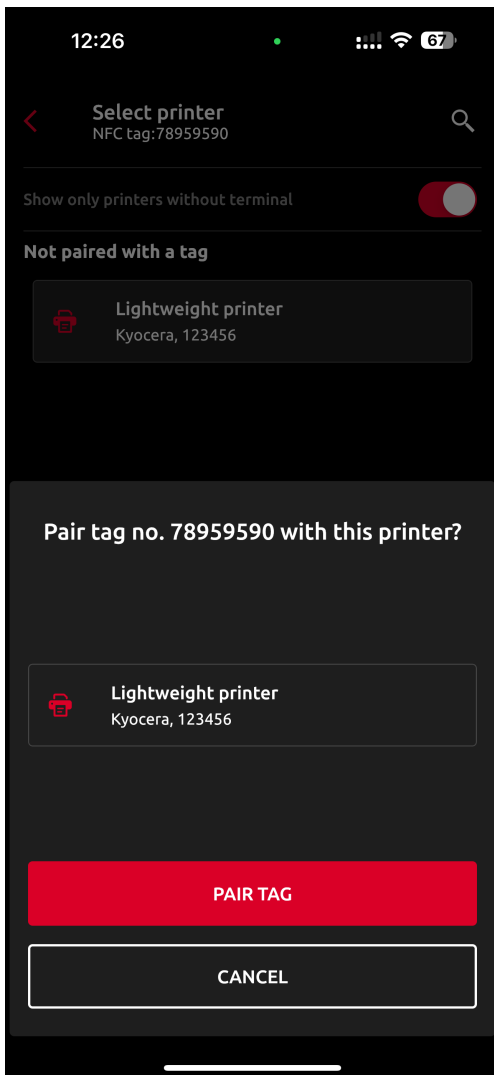 12:26
67
Select printer
NFC tag:78959590
Show only printers without terminal
Not paired with a tag
Lightweight printer
Kyocera, 123456
Pair tag no. 78959590 with this printer?
Lightweight printer
Kyocera, 123456
PAIR TAG
CANCEL